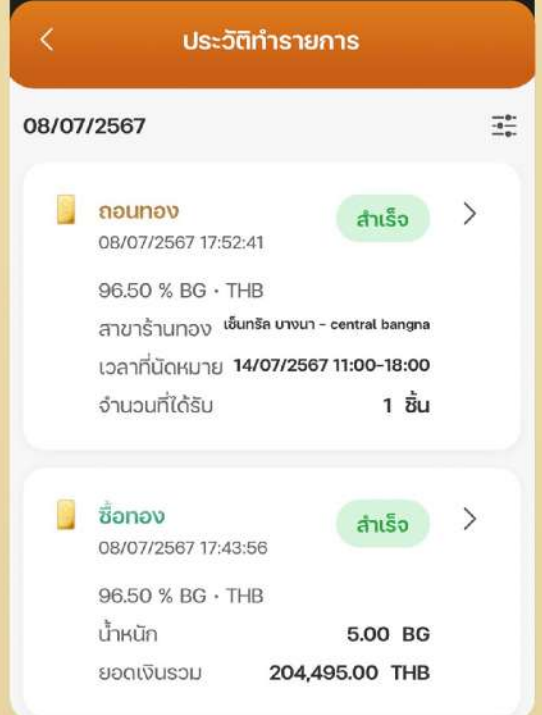 ประวัติทำรายการ
08/07/2567
ถอนทอง
สำเร็จ
08/07/2567 17:52:41
96.50 % BG · THB
สาขาร้านทอง เซ็นทรัล บางนา - central bangna
เวลาที่นัดหมาย 14/07/2567 11:00-18:00
จำนวนที่ได้รับ 1 ชิ้น
ซื้อทอง
สำเร็จ
08/07/2567 17:43:56
96.50 % BG · THB
น้ำหนัก 5.00 BG
ยอดเงินรวม 204,495.00 THB